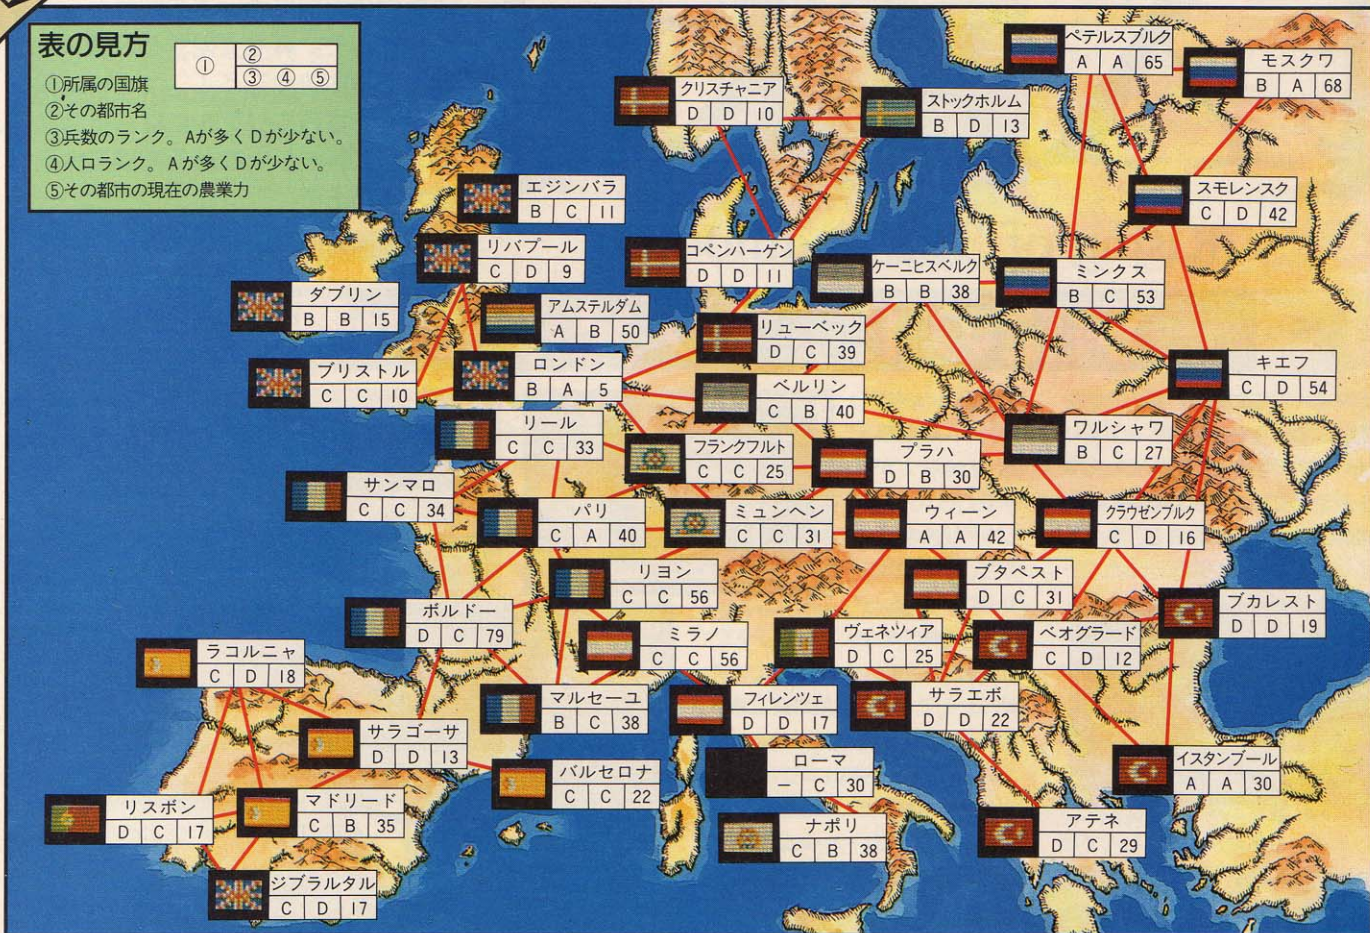 表の見方
① ②
③ ④ ⑤
①所属の国旗
②その都市名
③兵数のランク。Aが多くDが少ない。
④人口ランク。Aが多くDが少ない。
⑤その都市の現在の農業力
ペテルスブルク
A A 65
モスクワ
B A 68
クリスチャニア
D D 10
ストックホルム
B D 13
エジンバラ
B C 11
スモレンスク
C D 42
リバプール
C D 9
コペンハーゲン
D D 11
ケーニヒスベルク
B B 38
ミンクス
B C 53
ダブリン
B B 15
アムステルダム
A B 50
リューベック
D C 39
ブリストル
C C 10
ロンドン
B A 5
ベルリン
C B 40
キエフ
C D 54
リール
C C 33
フランクフルト
C C 25
プラハ
D B 30
ワルシャワ
B C 27
サンマロ
C C 34
パリ
C A 40
ミュンヘン
C C 31
ウィーン
A A 42
クラウゼンブルク
C D 16
リヨン
C C 56
ブタペスト
D C 31
ボルドー
D C 79
ミラノ
C C 56
ヴェネツィア
D C 25
ベオグラード
C D 12
ブカレスト
D D 19
ラコルニャ
C D 18
マルセーユ
B C 38
フィレンツェ
D D 17
サラエボ
D D 22
サラゴーサ
D D 13
バルセロナ
C C 22
ローマ
− C 30
イスタンブール
A A 30
リスボン
D C 17
マドリード
C B 35
ナポリ
C B 38
アテネ
D C 29
ジブラルタル
C D 17